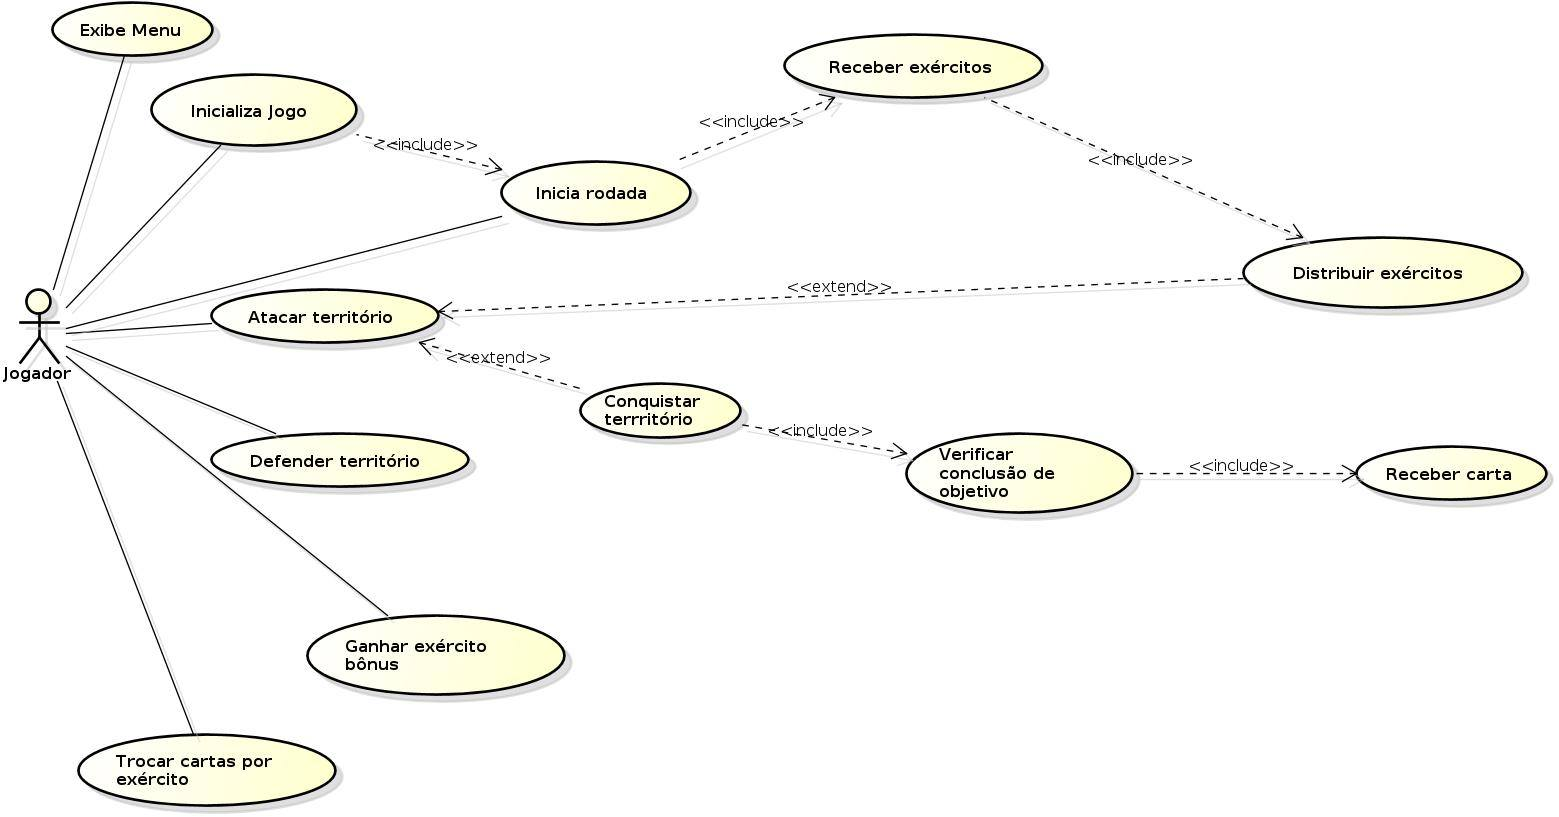 Exibe Menu
Receber exércitos
Inicializa Jogo
<<include>>
<<include>>
<<include>>
Inicia rodada
Distribuir exércitos
<<extend>>
Atacar território
<<extend>>
Jogador
Conquistar
terrritório
<<include>>
Defender território
Verificar
conclusão de
objetivo
<<include>>
Receber carta
Ganhar exército
bônus
Trocar cartas por
exército